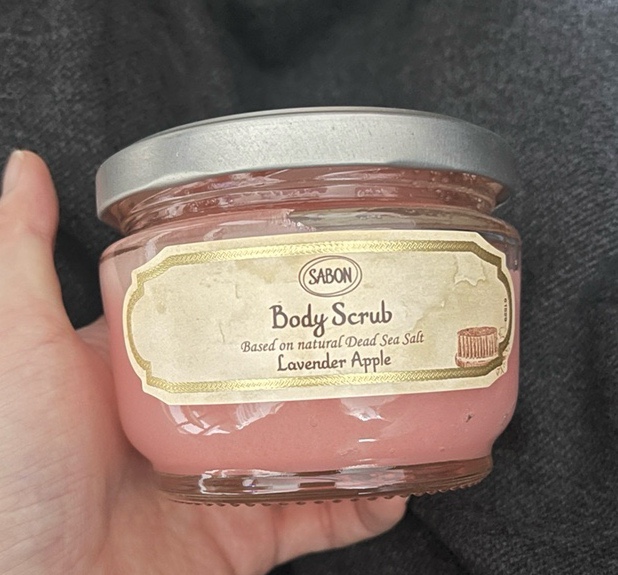 SABON
Body Scrub
Based on natural Dead Sea Salt
Lavender Apple